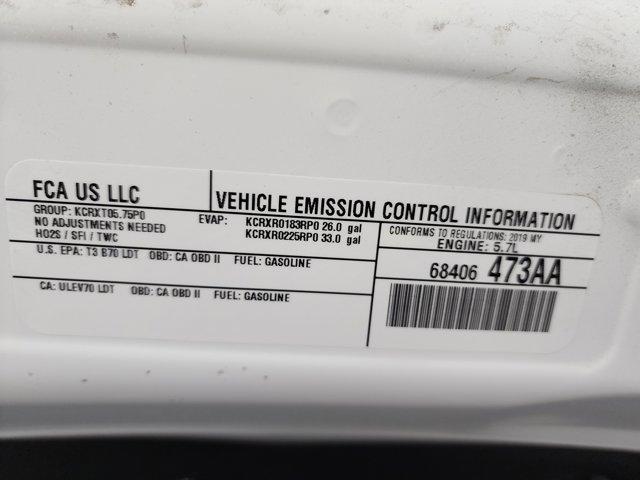 FCA US LLC
VEHICLE EMISSION CONTROL INFORMATION
GROUP: KCRXT05.75P0
NO ADJUSTMENTS NEEDED
HO2S / SFI / TWC
EVAP: KCRXR0183RP0 26.0 gal
KCRXR0225RP0 33.0 gal
CONFORMS TO REGULATIONS: 2019 MY
ENGINE: 5.7L
U.S. EPA: T3 B70 LDT OBD: CA OBD II FUEL: GASOLINE
68406 473AA
CA: ULEV70 LDT OBD: CA OBD II FUEL: GASOLINE